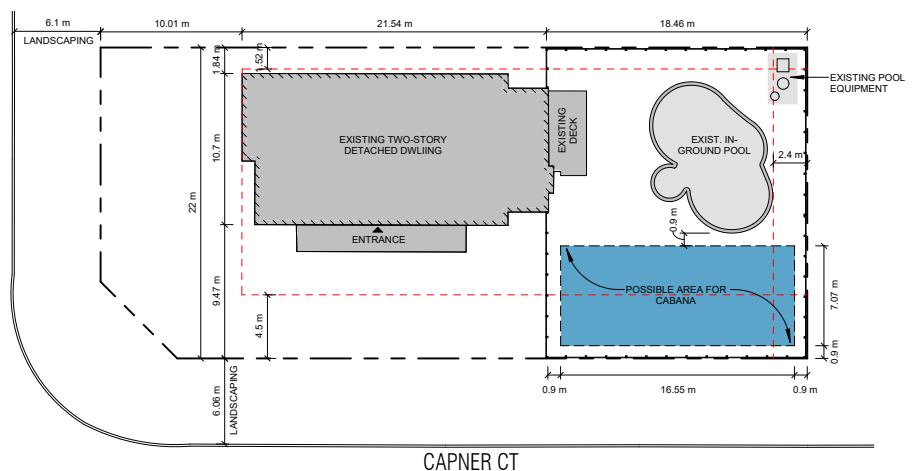 6.1 m
10.01 m
21.54 m
18.46 m
LANDSCAPING
1.84 m
1.52 m
EXISTING POOL
EQUIPMENT
EXISTING TWO-STORY
DETACHED DWLIING
EXISTING
DECK
EXIST. IN-
GROUND POOL
2.4 m
10.7 m
22 m
0.9 m
ENTRANCE
POSSIBLE AREA FOR
CABANA
7.07 m
9.47 m
4.5 m
0.9 m
6.06 m
LANDSCAPING
0.9 m
16.55 m
0.9 m
CAPNER CT